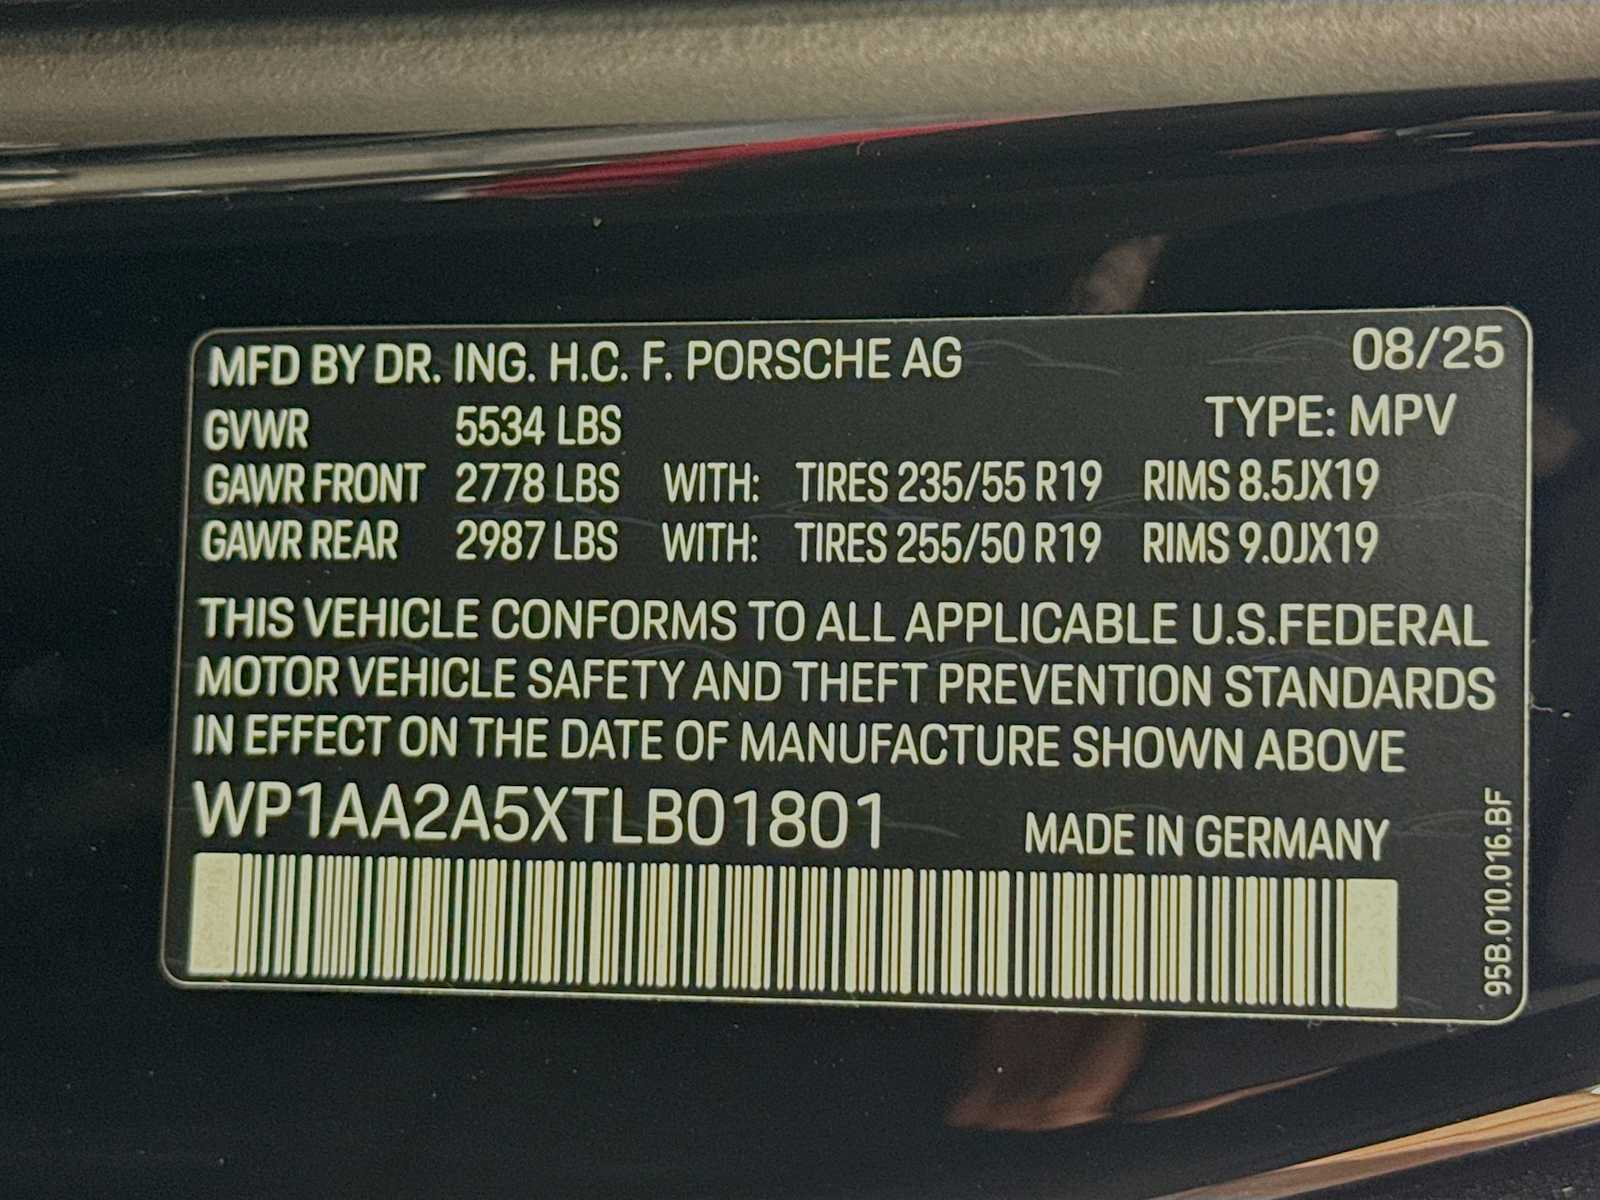 MFD BY DR. ING. H.C. F. PORSCHE AG 08/25
GVWR 5534 LBS TYPE: MPV
GAWR FRONT 2778 LBS WITH: TIRES 235/55 R19 RIMS 8.5JX19
GAWR REAR 2987 LBS WITH: TIRES 255/50 R19 RIMS 9.0JX19
THIS VEHICLE CONFORMS TO ALL APPLICABLE U.S.FEDERAL
MOTOR VEHICLE SAFETY AND THEFT PREVENTION STANDARDS
IN EFFECT ON THE DATE OF MANUFACTURE SHOWN ABOVE
WP1AA2A5XTLB01801 MADE IN GERMANY
95B.010.016.BF